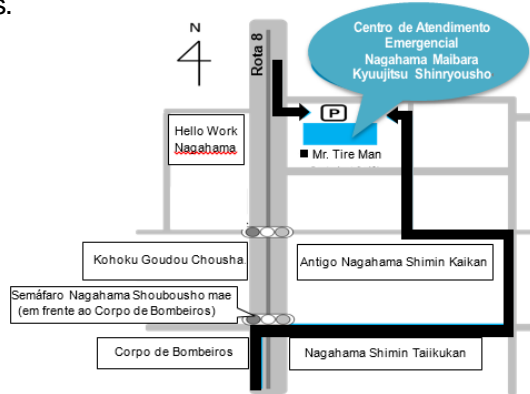 s.
N
Rota 8
Centro de Atendimento
Emergencial
Nagahama Maibara
Kyuujitsu Shinryousho
P
Hello Work
Nagahama
Mr. Tire Man
Kohoku Goudou Chousha
Antigo Nagahama Shimin Kaikan
Semáfaro Nagahama Shoubousho mae
(em frente ao Corpo de Bombeiros)
Corpo de Bombeiros
Nagahama Shimin Taiikukan